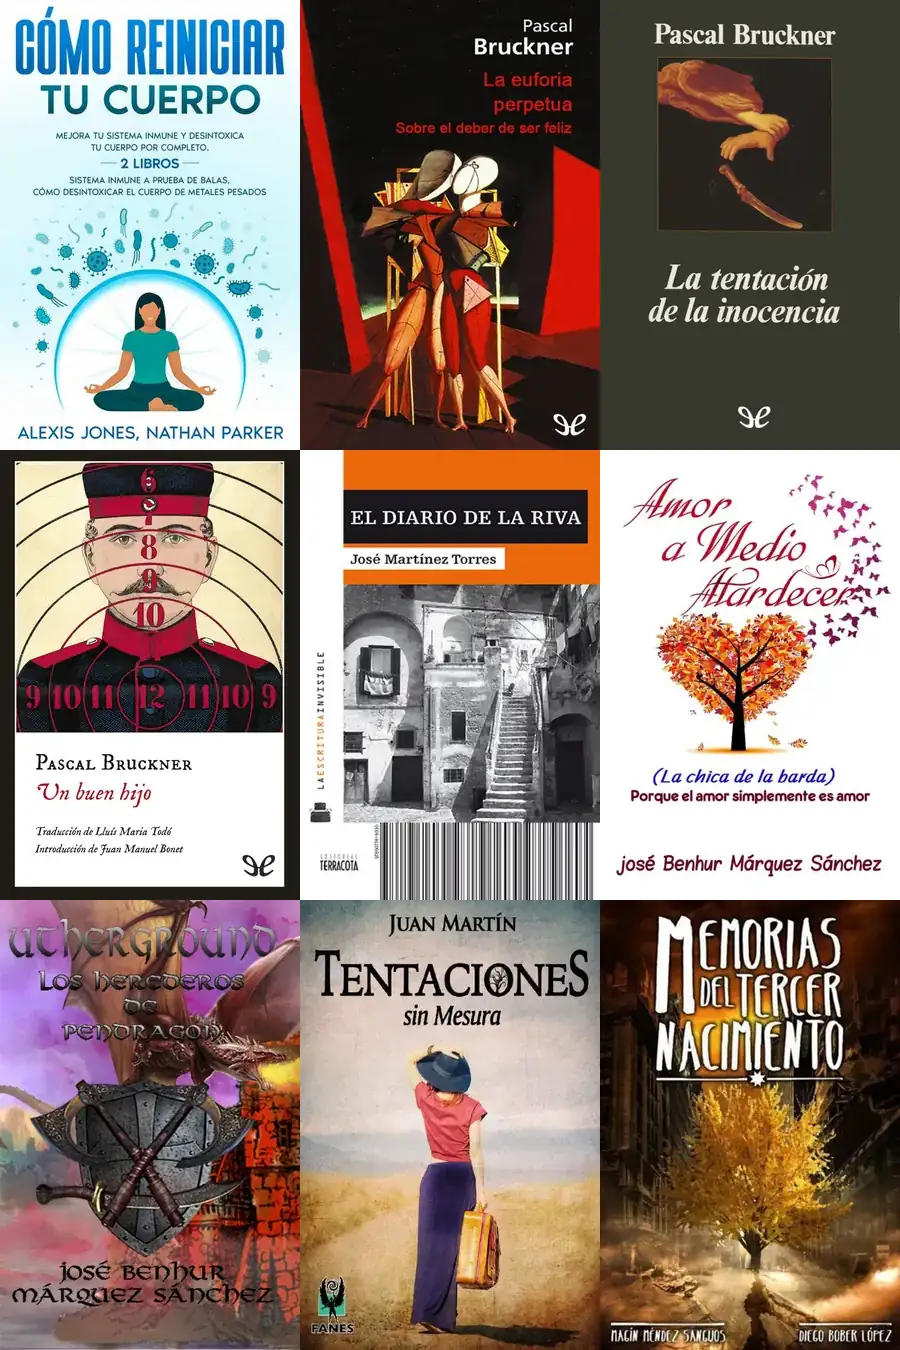 CÓMO REINICIAR
TU CUERPO
MEJORA TU SISTEMA INMUNE Y DESINTOXICA
TU CUERPO POR COMPLETO.
2 LIBROS
SISTEMA INMUNE A PRUEBA DE BALAS,
CÓMO DESINTOXICAR EL CUERPO DE METALES PESADOS
ALEXIS JONES, NATHAN PARKER
Pascal
Bruckner
La euforia
perpetua
Sobre el deber de ser feliz
Pascal Bruckner
La tentación
de la inocencia
6
7
8
9
10
9 10 11 12 11 10 9
PASCAL BRUCKNER
Un buen hijo
Traducción de Lluís Maria Todó
Introducción de Juan Manuel Bonet
EL DIARIO DE LA RIVA
José Martínez Torres
LAESCRITURAINVISIBLE
EDITORIAL
TERRACOTA
Amor
a Medio
Atardecer
(La chica de la barda)
Porque el amor simplemente es amor
josé Benhur Márquez Sánchez
UTHERGROUND
LOS HEREDEROS
DE
PENDRAGON
JOSÉ BENHUR
MÁRQUEZ SÁNCHEZ
JUAN MARTÍN
TENTACIONES
sin Mesura
FANES
MEMORIAS
DEL TERCER
NACIMIENTO
MAGÍN MÉNDEZ SANGUOS
DIEGO BOBER LÓPEZ